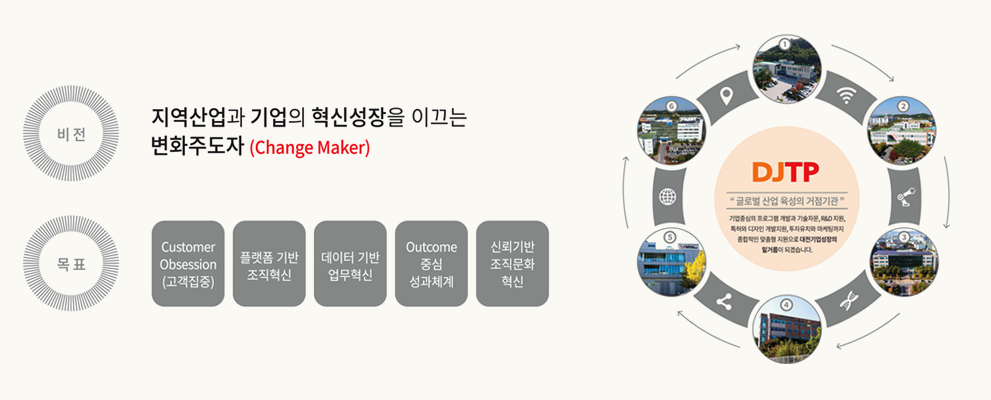 비전
지역산업과 기업의 혁신성장을 이끄는
변화주도자 (Change Maker)
목표
Customer
Obsession
(고객집중)
플랫폼 기반
조직혁신
데이터 기반
업무혁신
Outcome
중심
성과체계
신뢰기반
조직문화
혁신
1
2
3
4
5
6
DJTP
“ 글로벌 산업 육성의 거점기관 ”
기업중심의 프로그램 개발과 기술자문, R&D 지원,
특허와 디자인 개발지원, 투자유치와 마케팅까지
종합적인 맞춤형 지원으로 대전기업성장의
밑거름이 되겠습니다.